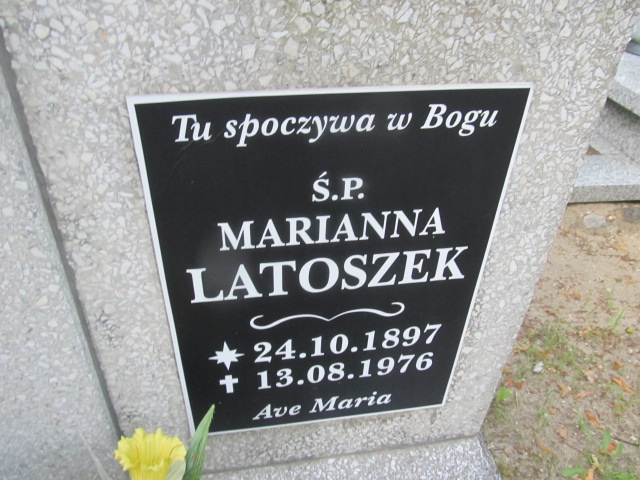 Tu spoczywa w Bogu
Ś.P.
MARIANNA
LATOSZEK
24.10.1897
13.08.1976
Ave Maria